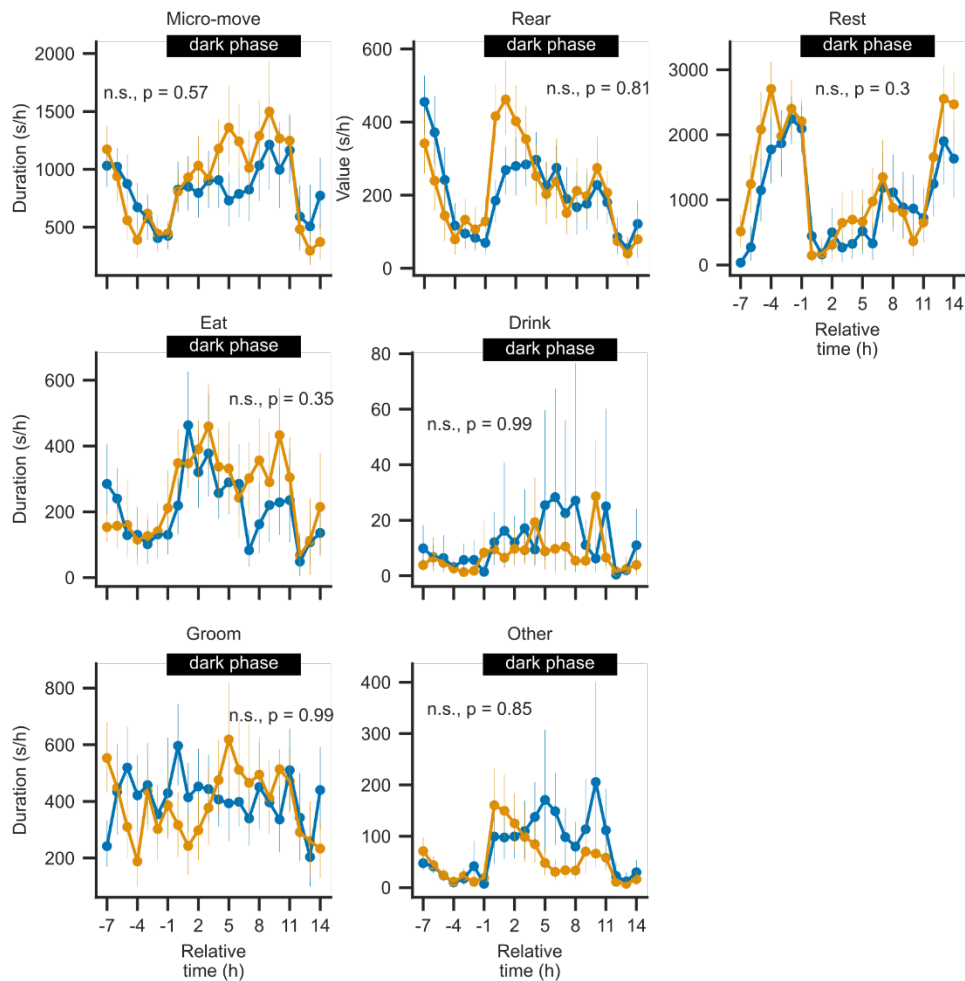 Micro-move
dark phase
2000
1500
1000
500
Duration (s/h)
n.s., p = 0.57
Rear
dark phase
600
400
200
0
Value (s/h)
n.s., p = 0.81
Rest
dark phase
3000
2000
1000
0
n.s., p = 0.3
-7 -4 -1 2 5 8 11 14
Relative
time (h)
Eat
dark phase
600
400
200
0
Duration (s/h)
n.s., p = 0.35
Drink
dark phase
80
60
40
20
0
n.s., p = 0.99
Groom
dark phase
800
600
400
200
Duration (s/h)
n.s., p = 0.99
-7 -4 -1 2 5 8 11 14
Relative
time (h)
Other
dark phase
400
300
200
100
0
n.s., p = 0.85
-7 -4 -1 2 5 8 11 14
Relative
time (h)